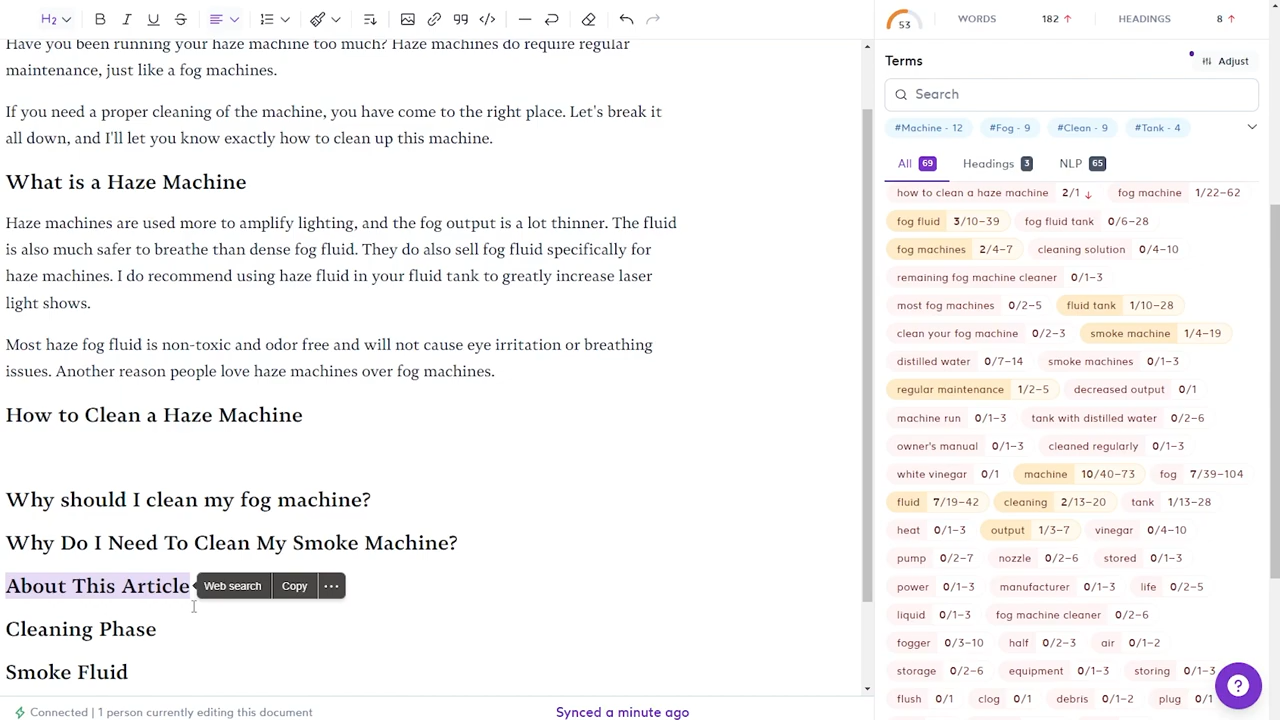 H₂ B I U S
53 WORDS 182 ↑ HEADINGS 8 ↑
Have you been running your haze machine too much? Haze machines do require regular
maintenance, just like a fog machines.
If you need a proper cleaning of the machine, you have come to the right place. Let's break it
all down, and I'll let you know exactly how to clean up this machine.
What is a Haze Machine
Haze machines are used more to amplify lighting, and the fog output is a lot thinner. The fluid
is also much safer to breathe than dense fog fluid. They do also sell fog fluid specifically for
haze machines. I do recommend using haze fluid in your fluid tank to greatly increase laser
light shows.
Most haze fog fluid is non-toxic and odor free and will not cause eye irritation or breathing
issues. Another reason people love haze machines over fog machines.
How to Clean a Haze Machine
Why should I clean my fog machine?
Why Do I Need To Clean My Smoke Machine?
About This Article
Web search Copy ...
Cleaning Phase
Smoke Fluid
Connected | 1 person currently editing this document
Synced a minute ago
Terms Adjust
Search
#Machine - 12 #Fog - 9 #Clean - 9 #Tank - 4
All 69 Headings 3 NLP 65
how to clean a haze machine 2/1 ↓ fog machine 1/22–62
fog fluid 3/10–39 fog fluid tank 0/6–28
fog machines 2/4–7 cleaning solution 0/4–10
remaining fog machine cleaner 0/1–3
most fog machines 0/2–5 fluid tank 1/10–28
clean your fog machine 0/2–3 smoke machine 1/4–19
distilled water 0/7–14 smoke machines 0/1–3
regular maintenance 1/2–5 decreased output 0/1
machine run 0/1–3 tank with distilled water 0/2–6
owner's manual 0/1–3 cleaned regularly 0/1–3
white vinegar 0/1 machine 10/40–73 fog 7/39–104
fluid 7/19–42 cleaning 2/13–20 tank 1/13–28
heat 0/1–3 output 1/3–7 vinegar 0/4–10
pump 0/2–7 nozzle 0/2–6 stored 0/1–3
power 0/1–3 manufacturer 0/1–3 life 0/2–5
liquid 0/1–3 fog machine cleaner 0/2–6
fogger 0/3–10 half 0/2–3 air 0/1–2
storage 0/2–6 equipment 0/1–3 storing 0/1–3
flush 0/1 clog 0/1 debris 0/1–2 plug 0/1
?